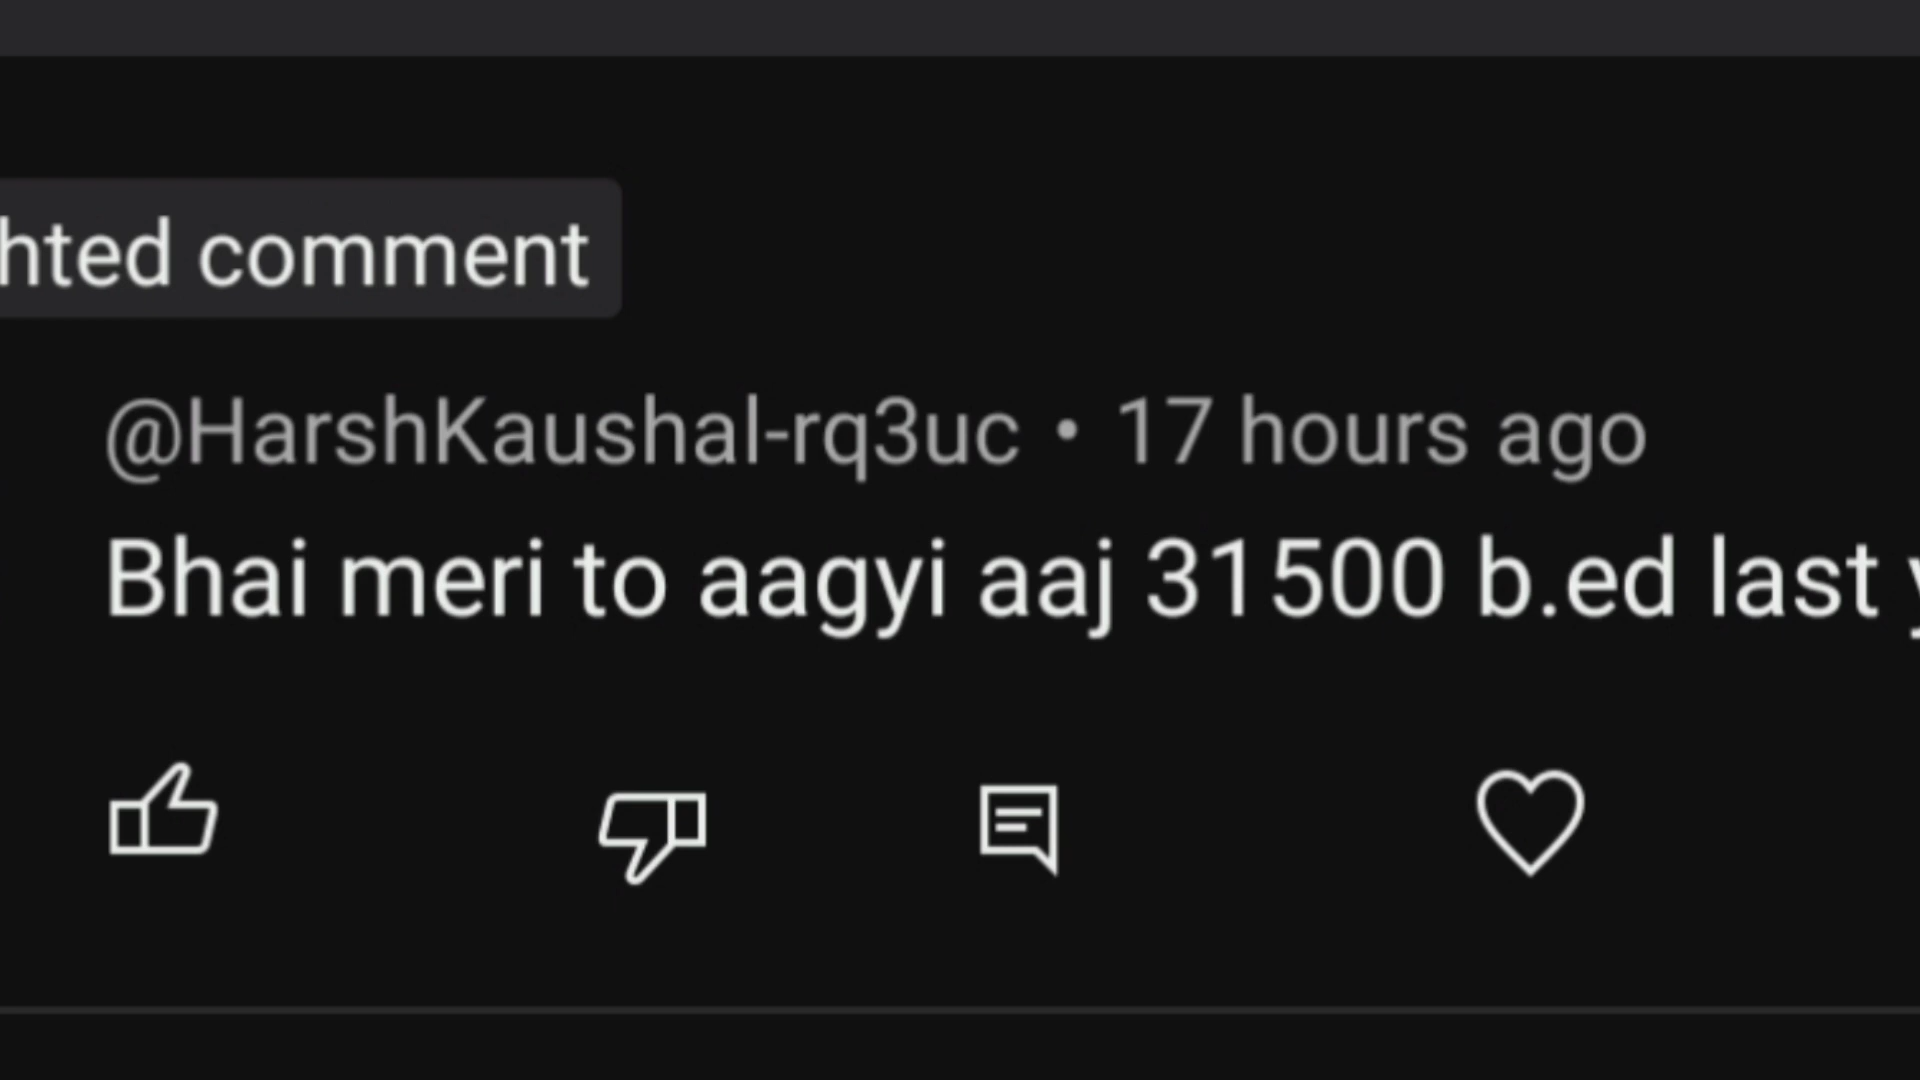 hted comment
@HarshKaushal-rq3uc • 17 hours ago
Bhai meri to aagyi aaj 31500 b.ed last